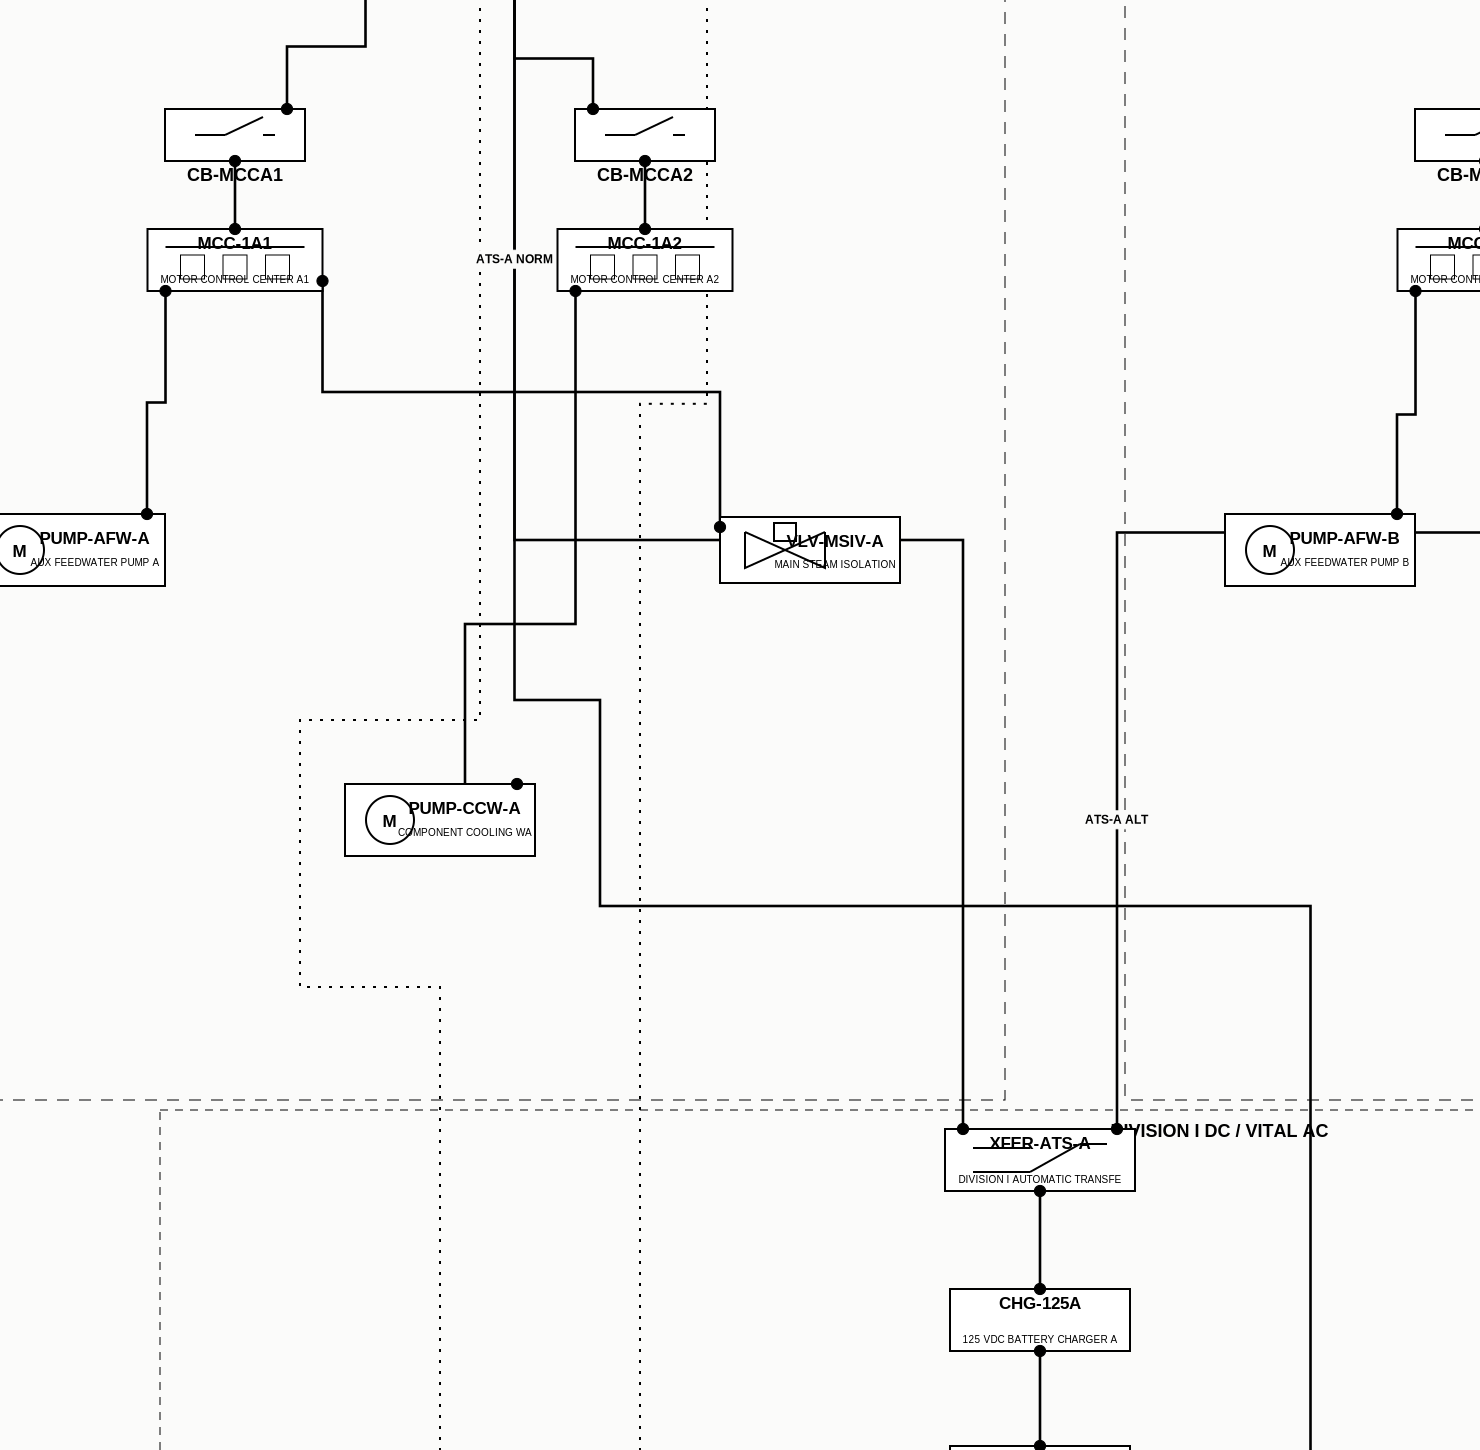 CB-MCCA1
CB-MCCA2
CB-M
MCC-1A1
MOTOR CONTROL CENTER A1
ATS-A NORM
MCC-1A2
MOTOR CONTROL CENTER A2
MCC
MOTOR CONT
M
PUMP-AFW-A
AUX FEEDWATER PUMP A
VLV-MSIV-A
MAIN STEAM ISOLATION
M
PUMP-AFW-B
AUX FEEDWATER PUMP B
M
PUMP-CCW-A
COMPONENT COOLING WA
ATS-A ALT
XFER-ATS-A
DIVISION I AUTOMATIC TRANSFE
IVISION I DC / VITAL AC
CHG-125A
125 VDC BATTERY CHARGER A